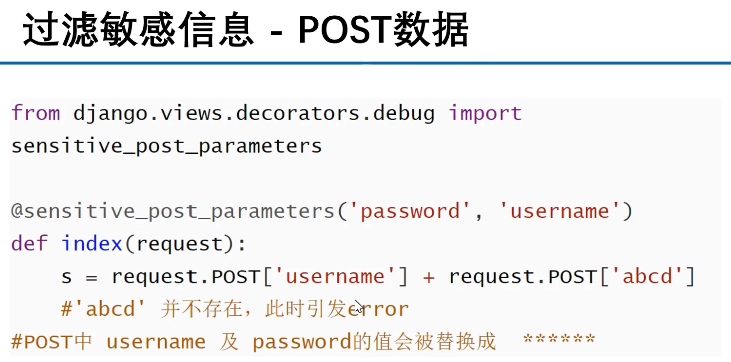 过滤敏感信息 - POST数据
from django.views.decorators.debug import
sensitive_post_parameters
@sensitive_post_parameters('password', 'username')
def index(request):
    s = request.POST['username'] + request.POST['abcd']
    #'abcd' 并不存在，此时引发error
#POST中 username 及 password的值会被替换成  ******